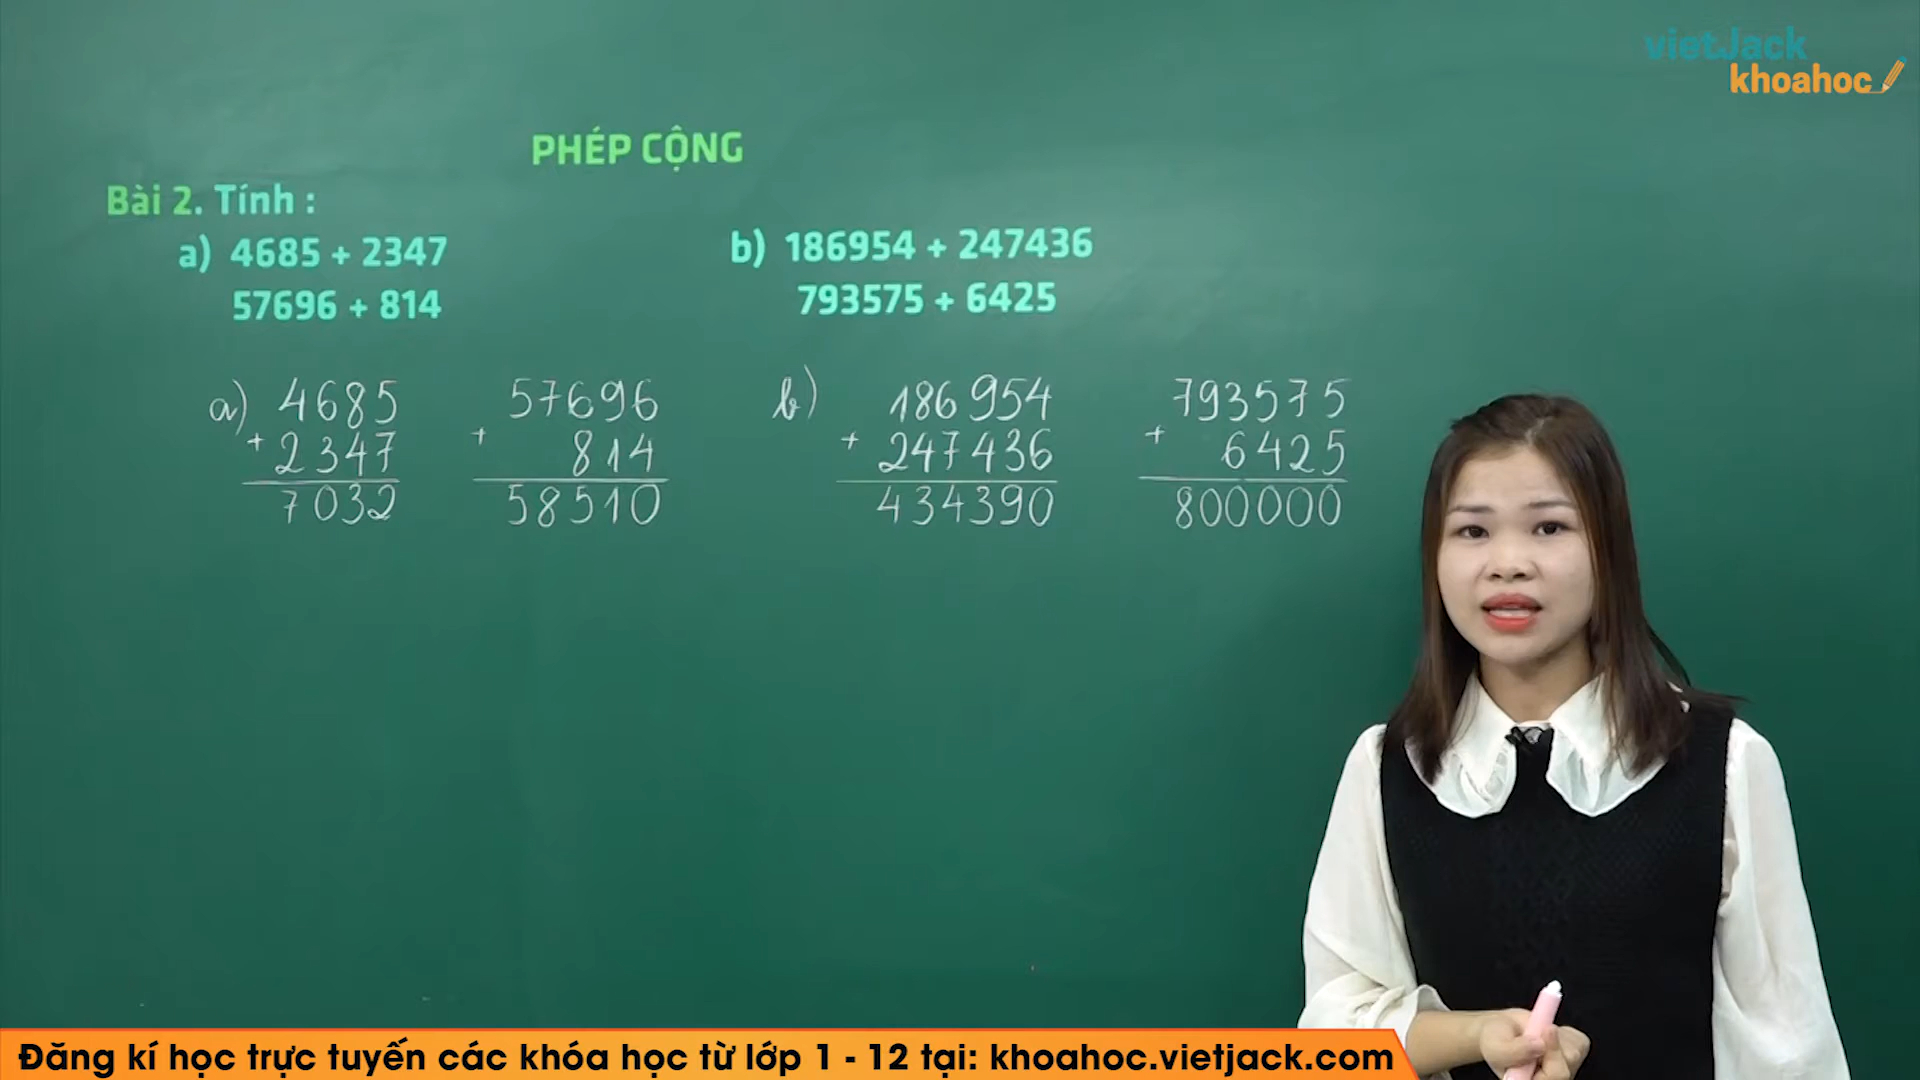 vietJack
khoahoc
PHÉP CỘNG
Bài 2. Tính :
a) 4685 + 2347
57696 + 814
b) 186954 + 247436
793575 + 6425
a) 4685
+ 2347
7032
57696
+ 814
58510
b) 186954
+ 247436
434390
793575
+ 6425
800000
Đăng kí học trực tuyến các khóa học từ lớp 1 - 12 tại: khoahoc.vietjack.com